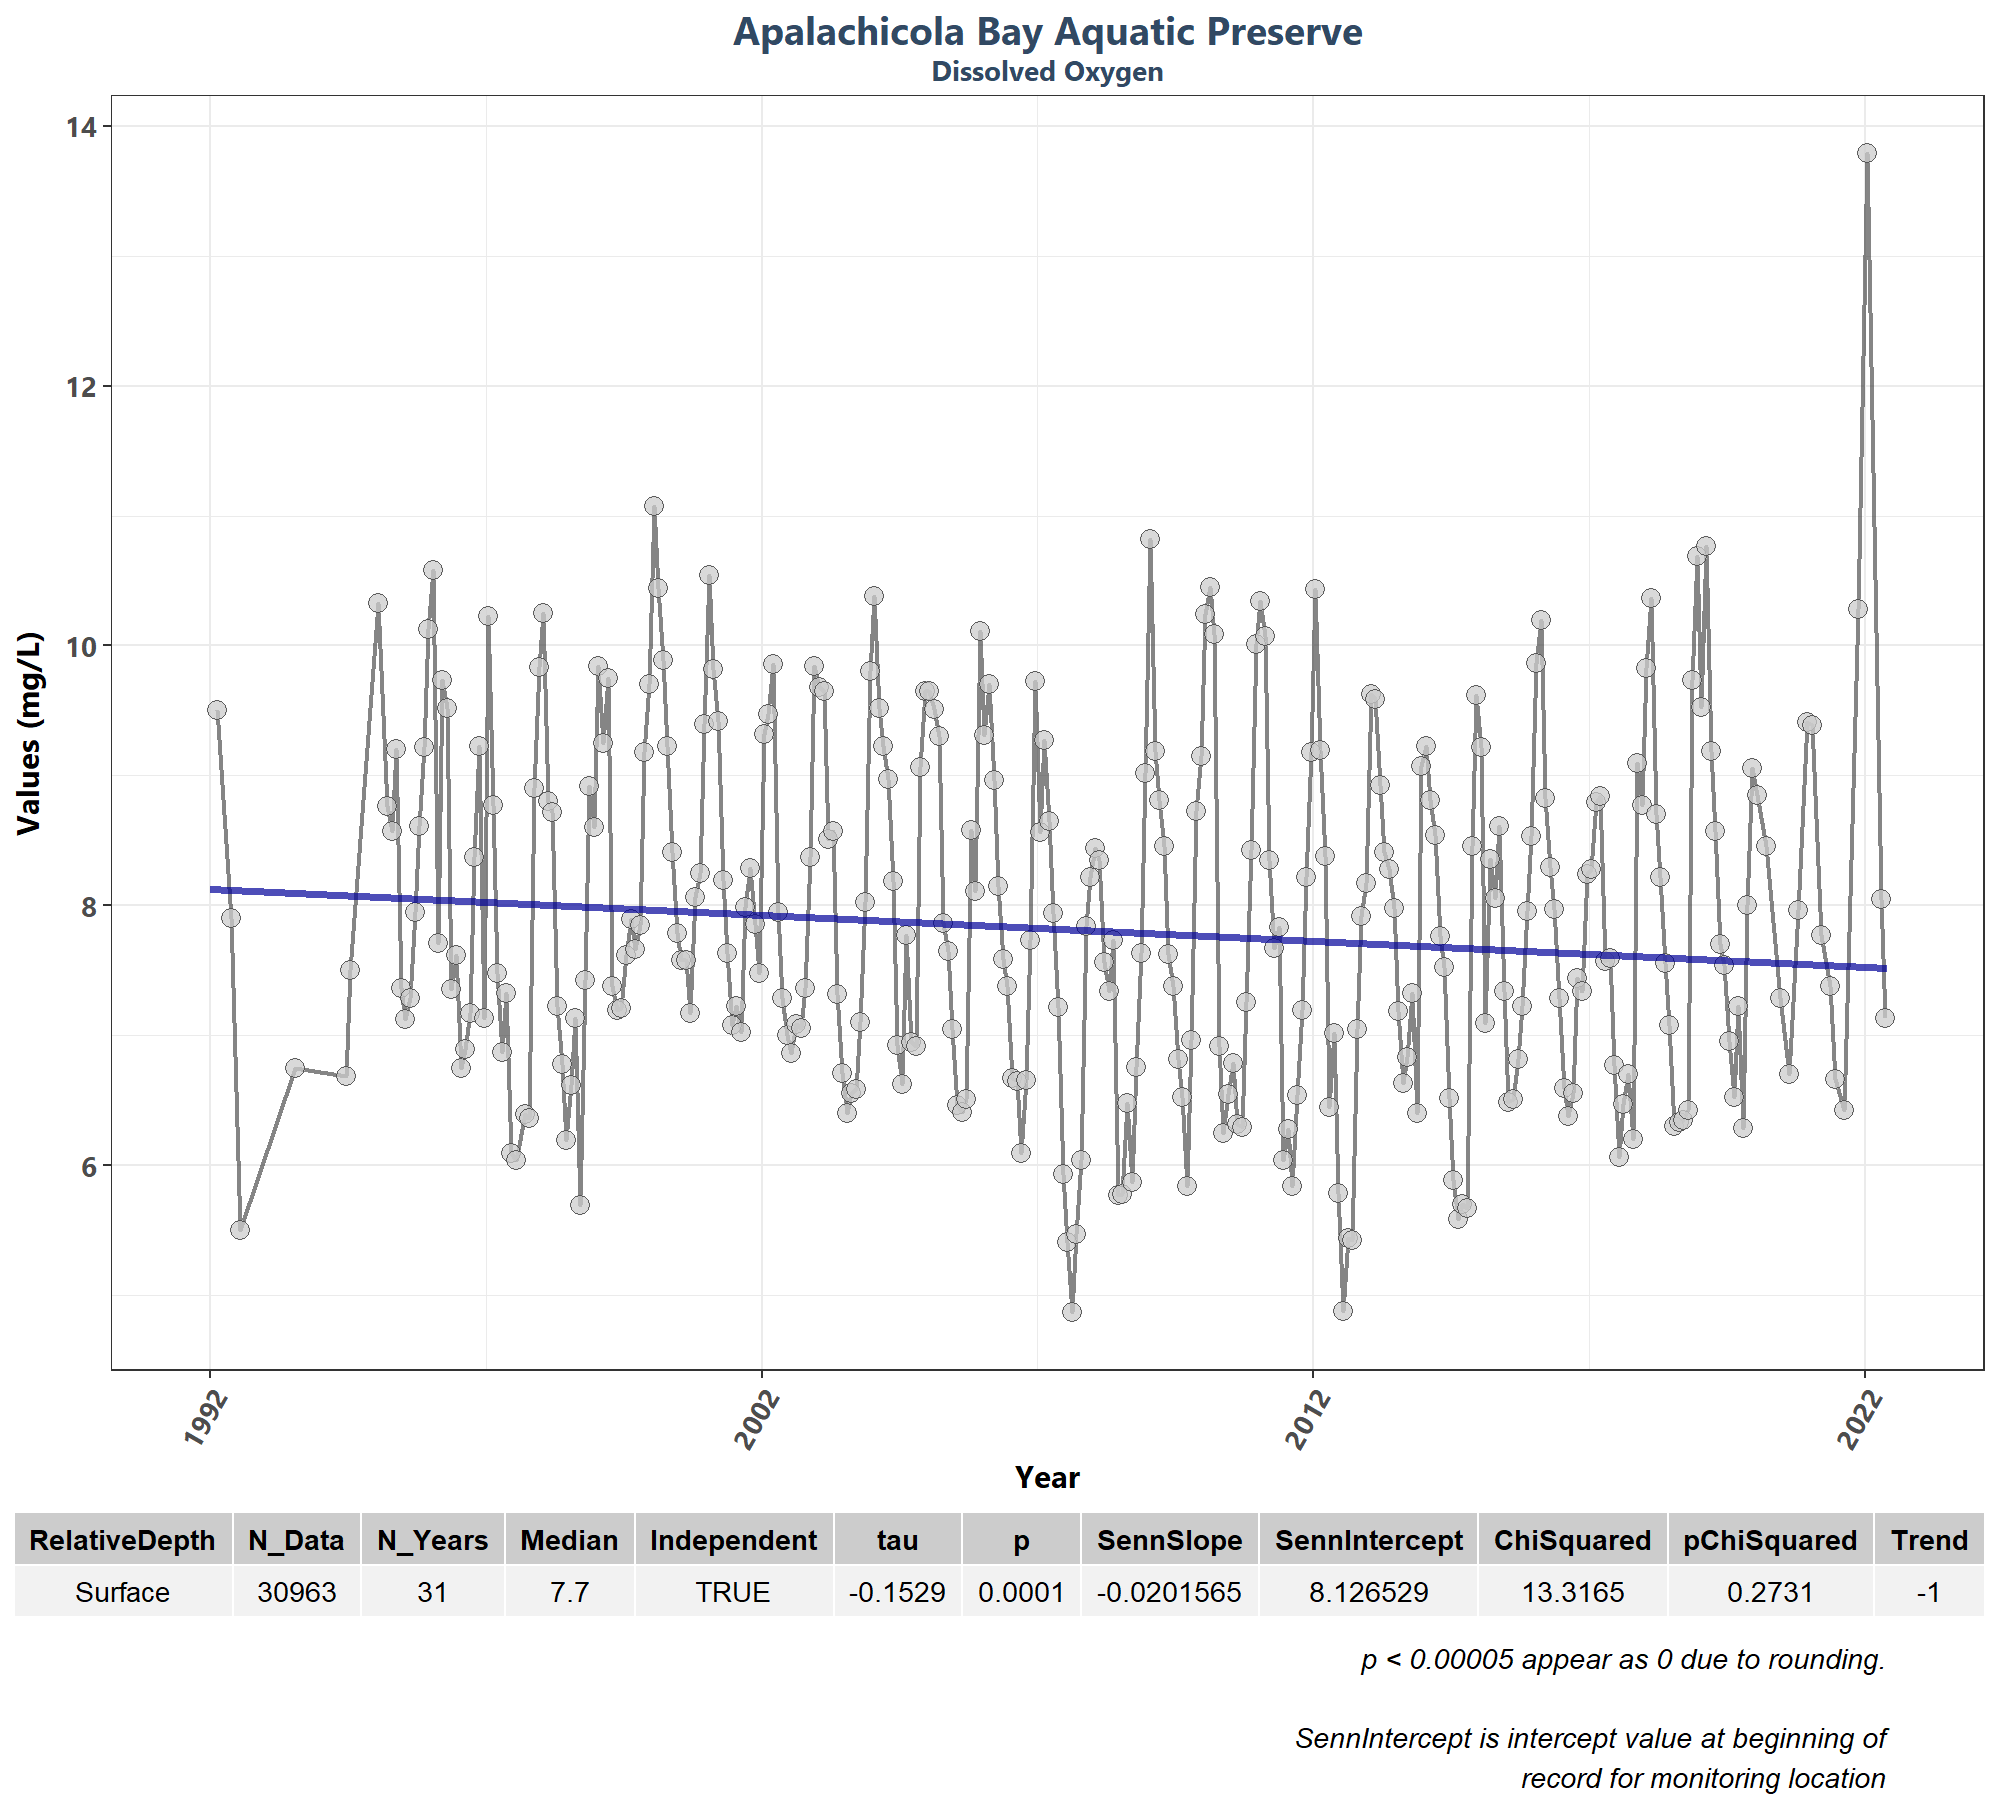 Apalachicola Bay Aquatic Preserve
Dissolved Oxygen
14
12
10
8
6
Values (mg/L)
1992
2002
2012
2022
Year
RelativeDepth N_Data N_Years Median Independent tau p SennSlope SennIntercept ChiSquared pChiSquared Trend
Surface 30963 31 7.7 TRUE -0.1529 0.0001 -0.0201565 8.126529 13.3165 0.2731 -1
p < 0.00005 appear as 0 due to rounding.
SennIntercept is intercept value at beginning of
record for monitoring location